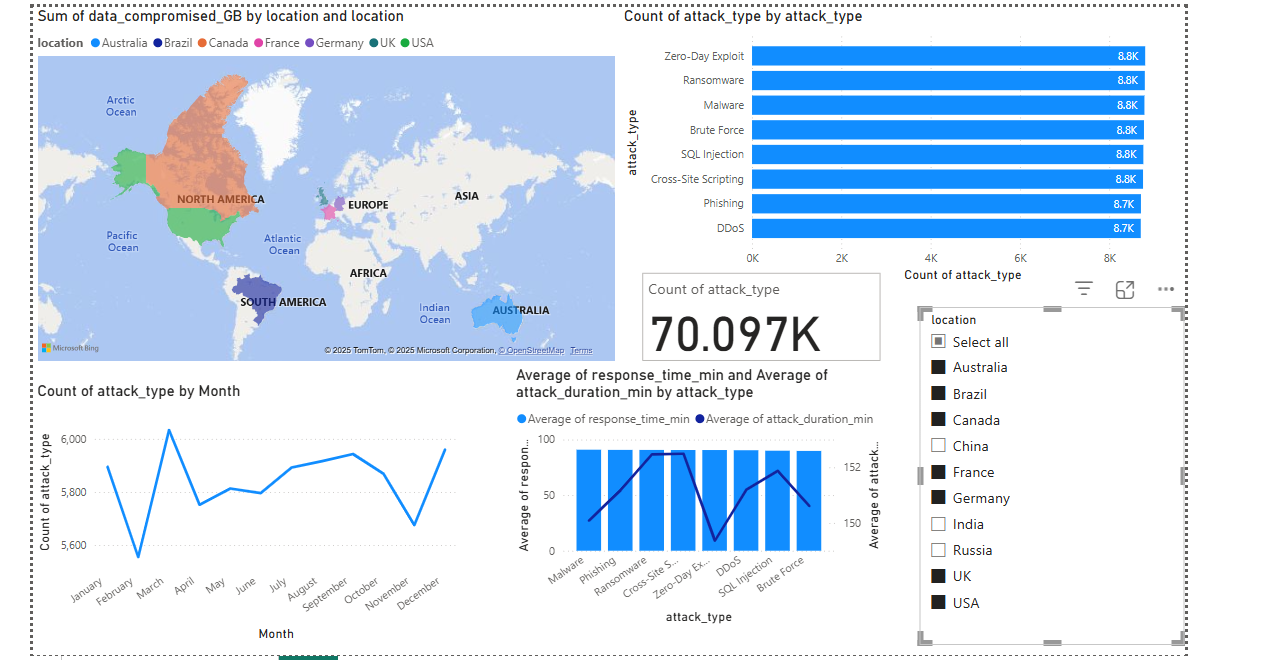 Sum of data_compromised_GB by location and location
location Australia Brazil Canada France Germany UK USA
Arctic
Ocean
NORTH AMERICA
EUROPE
ASIA
Pacific
Ocean
Atlantic
Ocean
AFRICA
SOUTH AMERICA
Indian
Ocean
AUSTRALIA
Microsoft Bing
© 2025 TomTom, © 2025 Microsoft Corporation, © OpenStreetMap Terms
Count of attack_type by attack_type
attack_type
Zero-Day Exploit 8.8K
Ransomware 8.8K
Malware 8.8K
Brute Force 8.8K
SQL Injection 8.8K
Cross-Site Scripting 8.8K
Phishing 8.7K
DDoS 8.7K
0K 2K 4K 6K 8K
Count of attack_type
Count of attack_type
70.097K
location
Select all
Australia
Brazil
Canada
China
France
Germany
India
Russia
UK
USA
Count of attack_type by Month
Count of attack_type
6,000
5,800
5,600
January February March April May June July August September October November December
Month
Average of response_time_min and Average of
attack_duration_min by attack_type
Average of response_time_min Average of attack_duration_min
Average of respon...
100
50
0
152
150
Average of attack...
Malware Phishing Ransomware Cross-Site S... Zero-Day Ex... DDoS SQL Injection Brute Force
attack_type